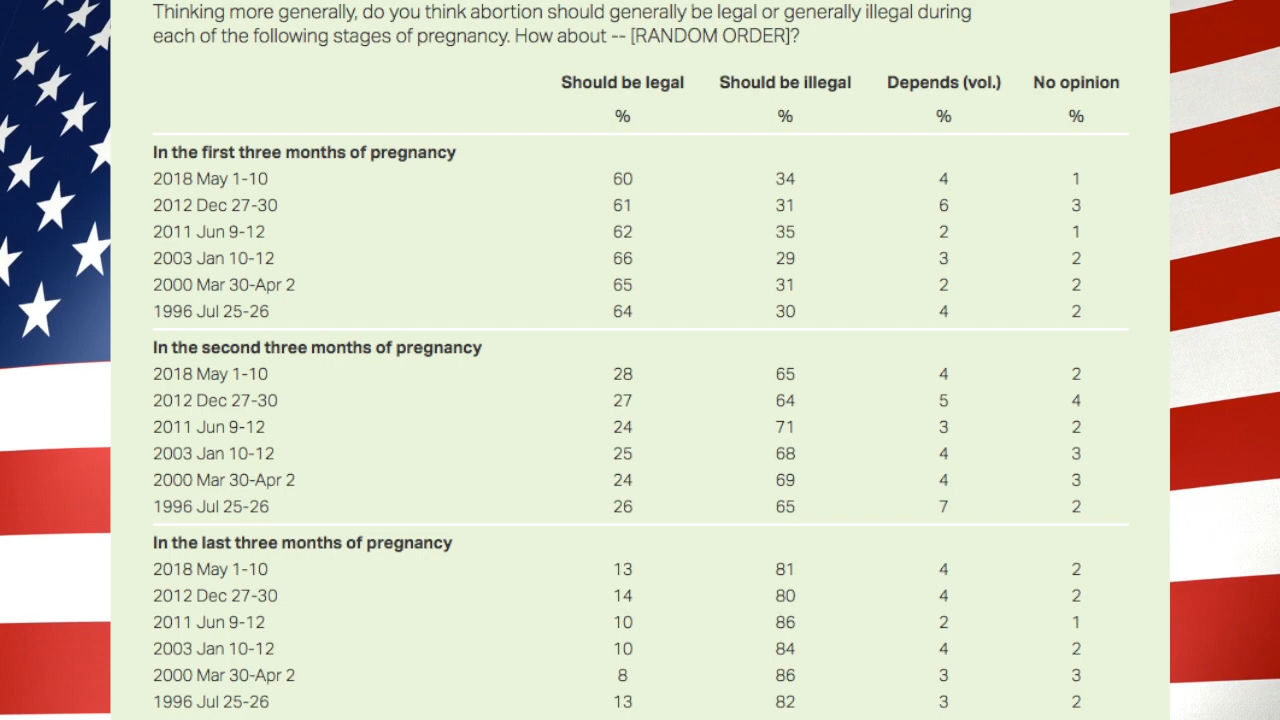 Thinking more generally, do you think abortion should generally be legal or generally illegal during
each of the following stages of pregnancy. How about -- [RANDOM ORDER]?
Should be legal Should be illegal Depends (vol.) No opinion
% % % %
In the first three months of pregnancy
2018 May 1-10 60 34 4 1
2012 Dec 27-30 61 31 6 3
2011 Jun 9-12 62 35 2 1
2003 Jan 10-12 66 29 3 2
2000 Mar 30-Apr 2 65 31 2 2
1996 Jul 25-26 64 30 4 2
In the second three months of pregnancy
2018 May 1-10 28 65 4 2
2012 Dec 27-30 27 64 5 4
2011 Jun 9-12 24 71 3 2
2003 Jan 10-12 25 68 4 3
2000 Mar 30-Apr 2 24 69 4 3
1996 Jul 25-26 26 65 7 2
In the last three months of pregnancy
2018 May 1-10 13 81 4 2
2012 Dec 27-30 14 80 4 2
2011 Jun 9-12 10 86 2 1
2003 Jan 10-12 10 84 4 2
2000 Mar 30-Apr 2 8 86 3 3
1996 Jul 25-26 13 82 3 2